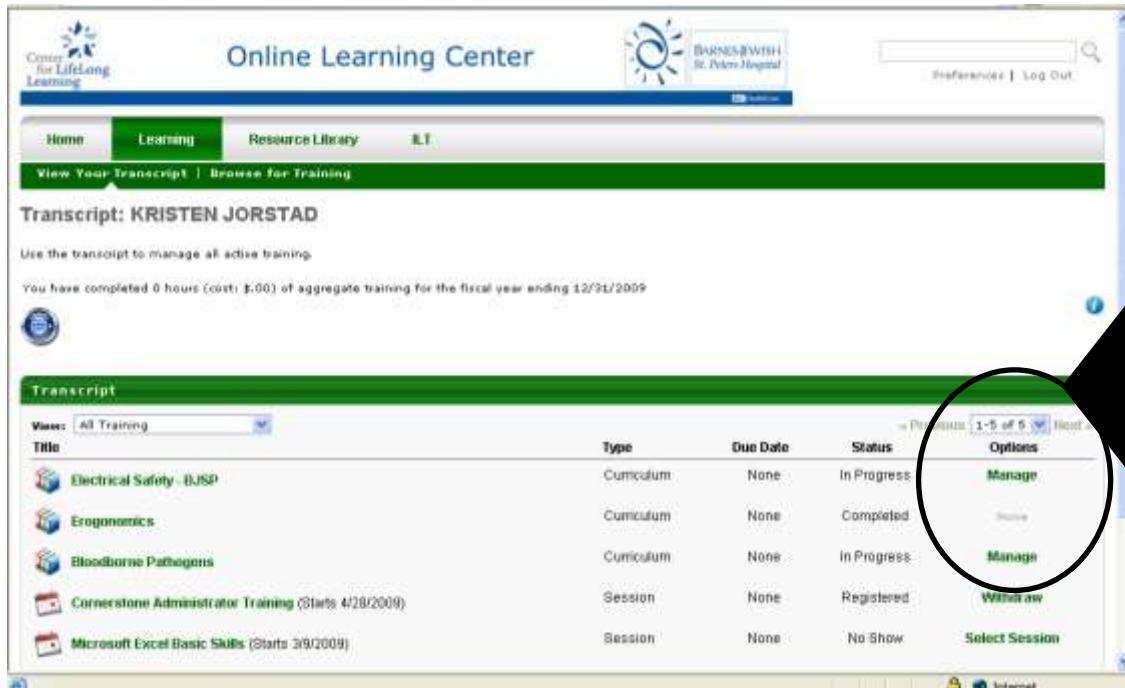 Center
for LifeLong
Learning
Online Learning Center
BARNES-JEWISH
St. Peters Hospital
Preferences | Log Out
Home Learning Resource Library ILT
View Your Transcript | Browse for Training
Transcript: KRISTEN JORSTAD
Use the transcript to manage all active training.
You have completed 0 hours (cost: $.00) of aggregate training for the fiscal year ending 12/31/2009
Transcript
View: All Training
« Previous 1-5 of 5 Next »
Title Type Due Date Status Options
Electrical Safety - BJSP Curriculum None In Progress Manage
Erogonomics Curriculum None Completed None
Bloodborne Pathogens Curriculum None In Progress Manage
Cornerstone Administrator Training (Starts 4/28/2009) Session None Registered Withdraw
Microsoft Excel Basic Skills (Starts 3/9/2009) Session None No Show Select Session
Internet